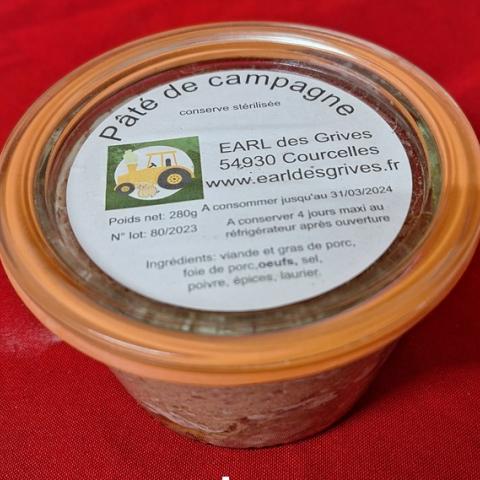 Pâté de campagne
conserve stérilisée
EARL des Grives
54930 Courcelles
www.earldesgrives.fr
A consommer jusqu'au 31/03/2024
Poids net: 280g
N° lot: 80/2023
A conserver 4 jours maxi au
réfrigérateur après ouverture
Ingrédients: viande et gras de porc,
foie de porc,oeufs, sel,
poivre, épices, laurier.